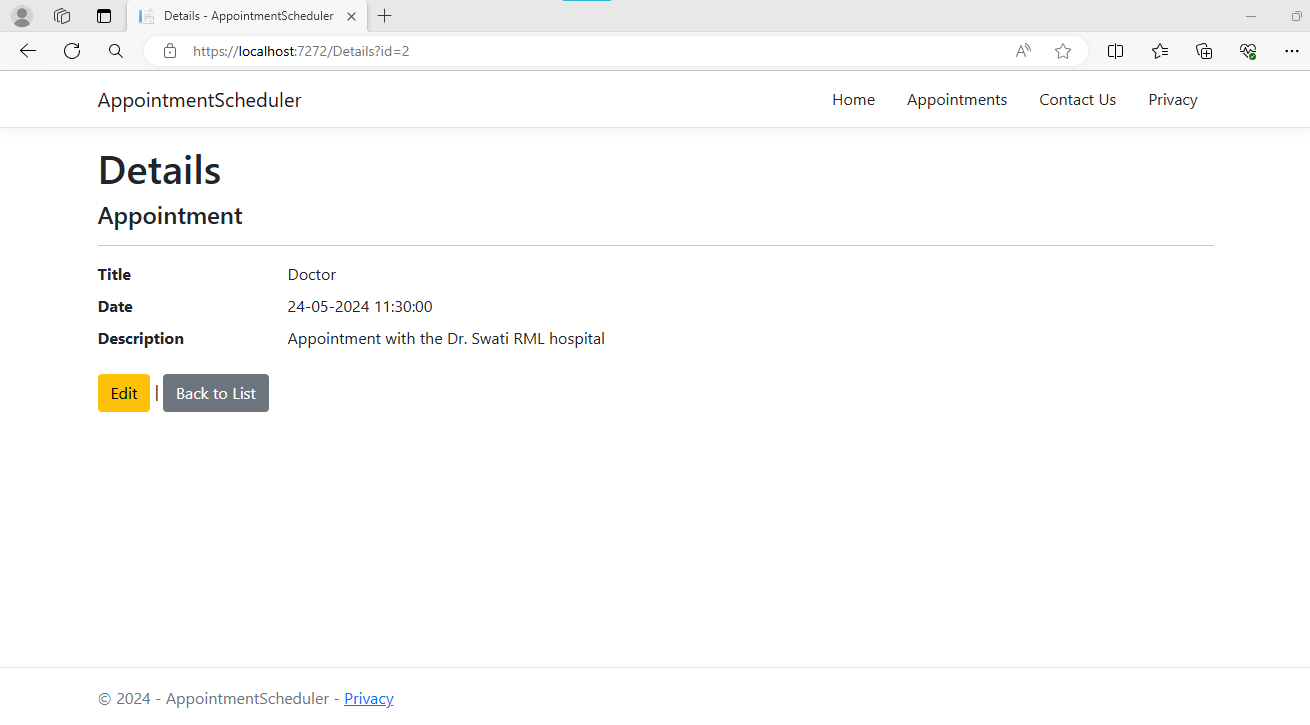 Details - AppointmentScheduler
https://localhost:7272/Details?id=2
AppointmentScheduler Home Appointments Contact Us Privacy
Details
Appointment
Title Doctor
Date 24-05-2024 11:30:00
Description Appointment with the Dr. Swati RML hospital
Edit | Back to List
© 2024 - AppointmentScheduler - Privacy